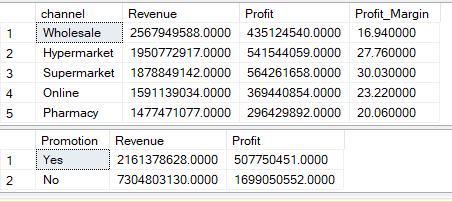 channel Revenue Profit Profit_Margin
1 Wholesale 2567949588.0000 435124540.0000 16.940000
2 Hypermarket 1950772917.0000 541544059.0000 27.760000
3 Supermarket 1878849142.0000 564261658.0000 30.030000
4 Online 1591139034.0000 369440854.0000 23.220000
5 Pharmacy 1477471077.0000 296429892.0000 20.060000
Promotion Revenue Profit
1 Yes 2161378628.0000 507750451.0000
2 No 7304803130.0000 1699050552.0000